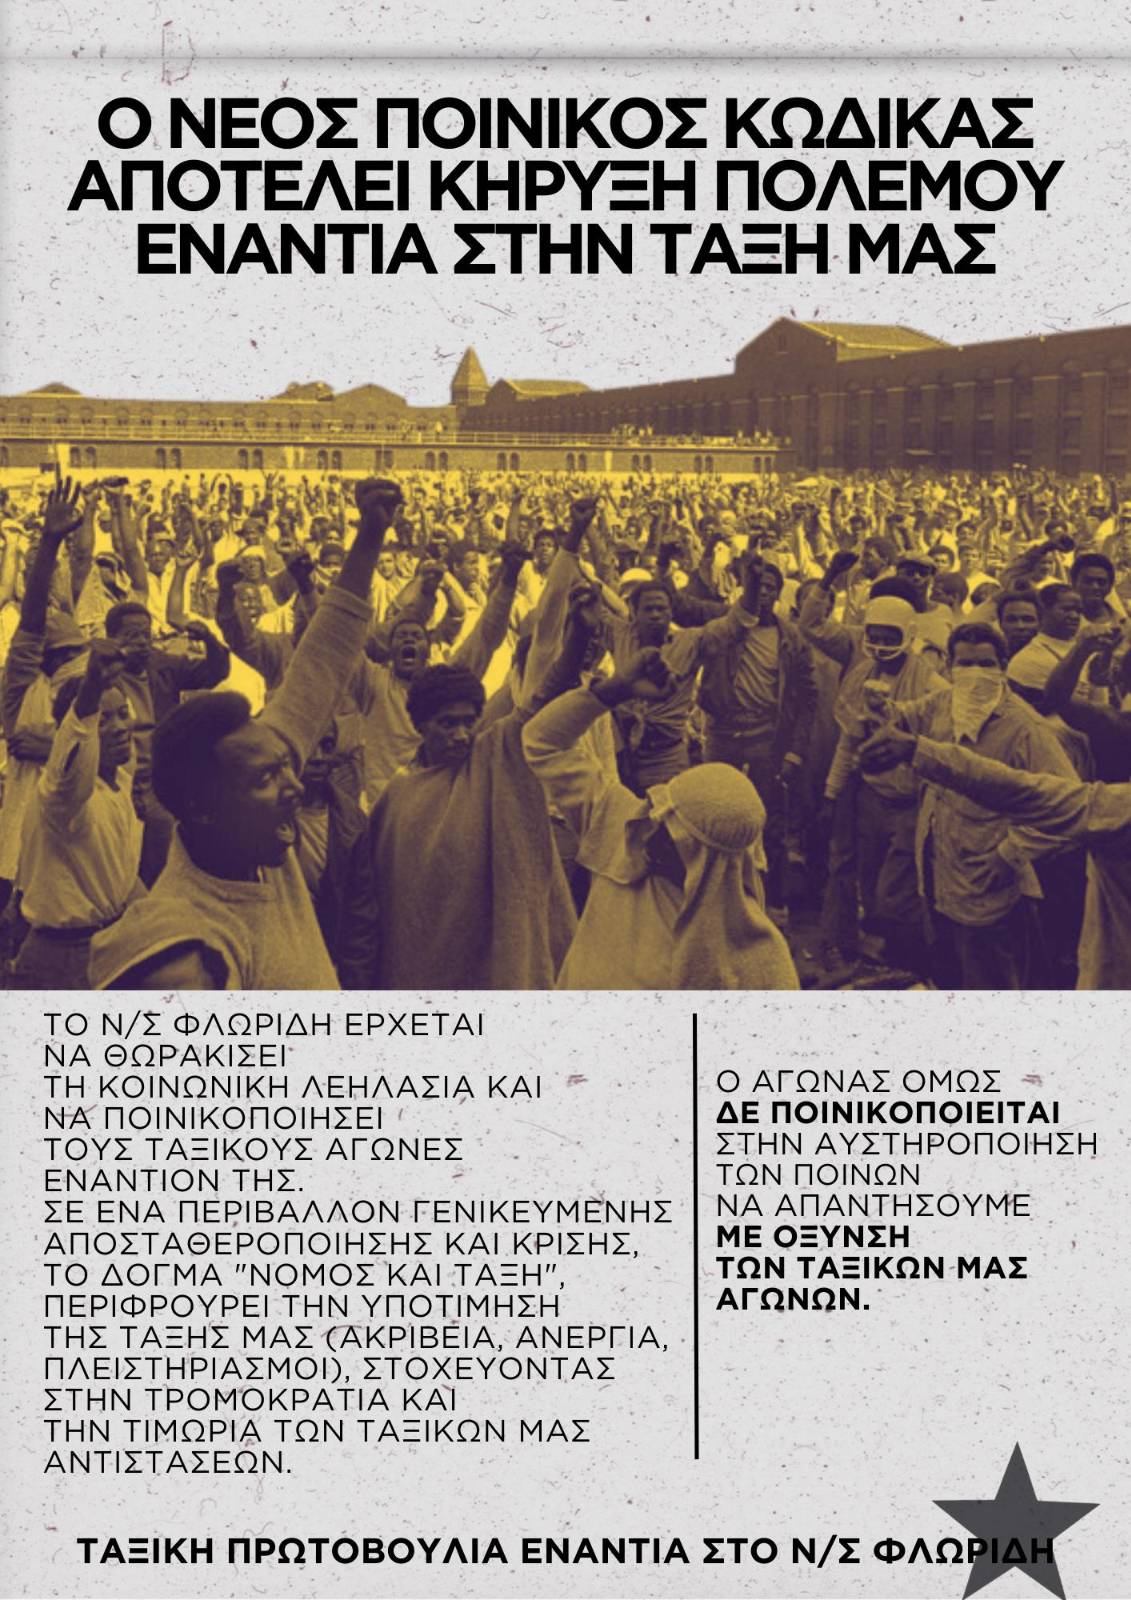 Ο ΝΕΟΣ ΠΟΙΝΙΚΟΣ ΚΩΔΙΚΑΣ
ΑΠΟΤΕΛΕΙ ΚΗΡΥΞΗ ΠΟΛΕΜΟΥ
ΕΝΑΝΤΙΑ ΣΤΗΝ ΤΑΞΗ ΜΑΣ
ΤΟ Ν/Σ ΦΛΩΡΙΔΗ ΕΡΧΕΤΑΙ
ΝΑ ΘΩΡΑΚΙΣΕΙ
ΤΗ ΚΟΙΝΩΝΙΚΗ ΛΕΗΛΑΣΙΑ ΚΑΙ
ΝΑ ΠΟΙΝΙΚΟΠΟΙΗΣΕΙ
ΤΟΥΣ ΤΑΞΙΚΟΥΣ ΑΓΩΝΕΣ
ΕΝΑΝΤΙΟΝ ΤΗΣ.
ΣΕ ΕΝΑ ΠΕΡΙΒΑΛΛΟΝ ΓΕΝΙΚΕΥΜΕΝΗΣ
ΑΠΟΣΤΑΘΕΡΟΠΟΙΗΣΗΣ ΚΑΙ ΚΡΙΣΗΣ,
ΤΟ ΔΟΓΜΑ "ΝΟΜΟΣ ΚΑΙ ΤΑΞΗ",
ΠΕΡΙΦΡΟΥΡΕΙ ΤΗΝ ΥΠΟΤΙΜΗΣΗ
ΤΗΣ ΤΑΞΗΣ ΜΑΣ (ΑΚΡΙΒΕΙΑ, ΑΝΕΡΓΙΑ,
ΠΛΕΙΣΤΗΡΙΑΣΜΟΙ), ΣΤΟΧΕΥΟΝΤΑΣ
ΣΤΗΝ ΤΡΟΜΟΚΡΑΤΙΑ ΚΑΙ
ΤΗΝ ΤΙΜΩΡΙΑ ΤΩΝ ΤΑΞΙΚΩΝ ΜΑΣ
ΑΝΤΙΣΤΑΣΕΩΝ.
Ο ΑΓΩΝΑΣ ΟΜΩΣ
ΔΕ ΠΟΙΝΙΚΟΠΟΙΕΙΤΑΙ
ΣΤΗΝ ΑΥΣΤΗΡΟΠΟΙΗΣΗ
ΤΩΝ ΠΟΙΝΩΝ
ΝΑ ΑΠΑΝΤΗΣΟΥΜΕ
ΜΕ ΟΞΥΝΣΗ
ΤΩΝ ΤΑΞΙΚΩΝ ΜΑΣ
ΑΓΩΝΩΝ.
ΤΑΞΙΚΗ ΠΡΩΤΟΒΟΥΛΙΑ ΕΝΑΝΤΙΑ ΣΤΟ Ν/Σ ΦΛΩΡΙΔΗ